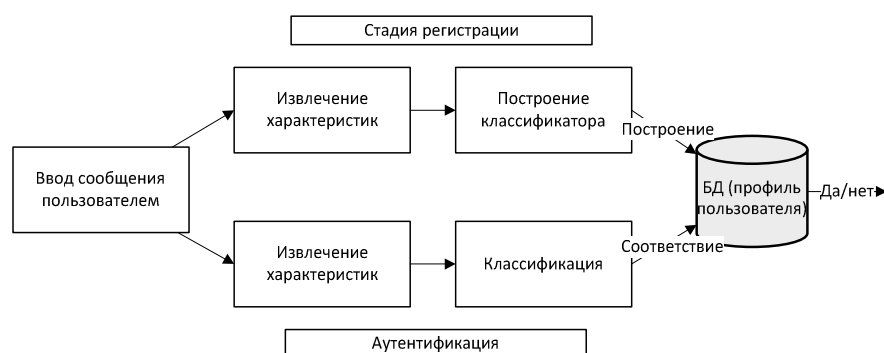 Стадия регистрации
Извлечение
характеристик
Построение
классификатора
Построение
Ввод сообщения
пользователем
БД (профиль
пользователя)
Да/нет
Извлечение
характеристик
Классификация
Соответствие
Аутентификация